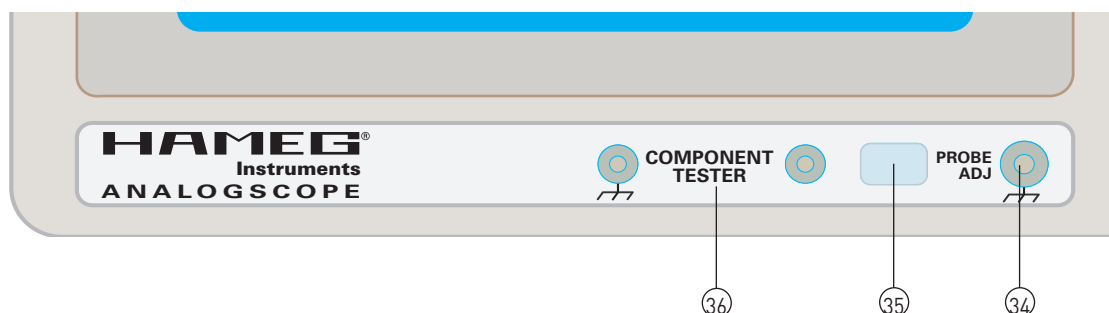 HAMEG®
Instruments
ANALOGSCOPE
COMPONENT
TESTER
PROBE
ADJ
36 35 34